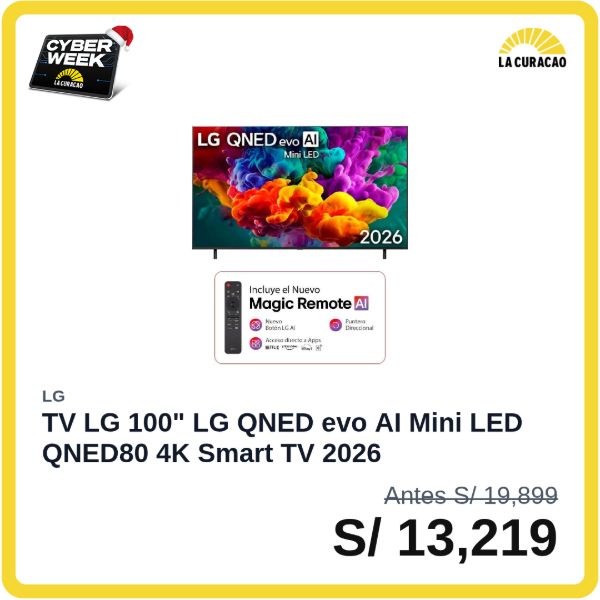 CYBER
WEEK
LA CURACAO
LA CURACAO
LG QNED evo AI
Mini LED
2026
Incluye el Nuevo
Magic Remote AI
Nuevo
Botón LG AI
Puntero
Direccional
Acceso directo a Apps
LG
TV LG 100" LG QNED evo AI Mini LED
QNED80 4K Smart TV 2026
Antes S/ 19,899
S/ 13,219